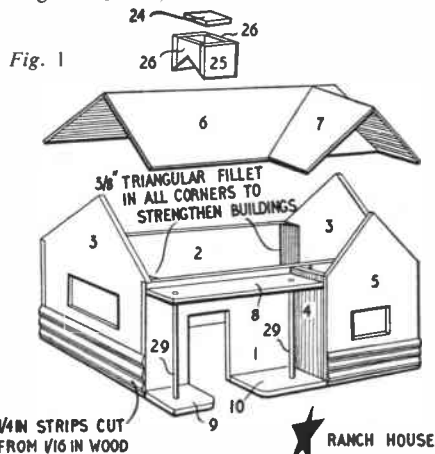 24
26
Fig. 1
26
25
6
7
3/8" TRIANGULAR FILLET
IN ALL CORNERS TO
STRENGTHEN BUILDINGS
3
2
3
5
8
4
29
1
29
10
9
1/4IN STRIPS CUT
FROM 1/16 IN WOOD
RANCH HOUSE